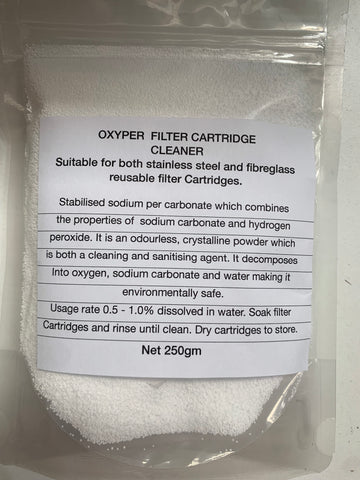 OXYPER FILTER CARTRIDGE
CLEANER
Suitable for both stainless steel and fibreglass
reusable filter Cartridges.
Stabilised sodium per carbonate which combines
the properties of sodium carbonate and hydrogen
peroxide. It is an odourless, crystalline powder which
is both a cleaning and sanitising agent. It decomposes
Into oxygen, sodium carbonate and water making it
environmentally safe.
Usage rate 0.5 - 1.0% dissolved in water. Soak filter
Cartridges and rinse until clean. Dry cartridges to store.
Net 250gm